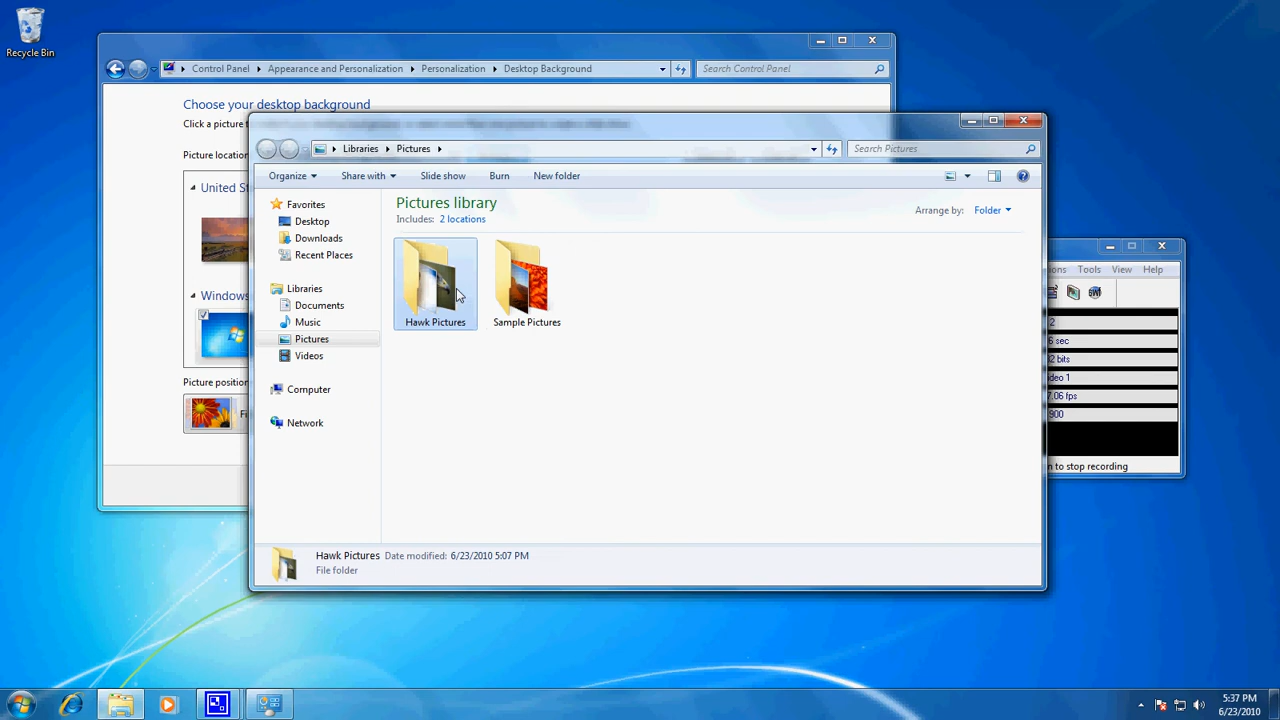 Recycle Bin
Control Panel
Appearance and Personalization
Personalization
Desktop Background
Search Control Panel
Choose your desktop background
Click a picture
Picture locatio
United St
Windows
Picture position
Fi
Libraries
Pictures
Search Pictures
Organize
Share with
Slide show
Burn
New folder
Favorites
Desktop
Downloads
Recent Places
Libraries
Documents
Music
Pictures
Videos
Computer
Network
Pictures library
Includes: 2 locations
Arrange by: Folder
Hawk Pictures
Sample Pictures
Hawk Pictures Date modified: 6/23/2010 5:07 PM
File folder
ions
Tools
View
Help
2
6 sec
2 bits
deo 1
7.06 fps
900
n to stop recording
5:37 PM
6/23/2010